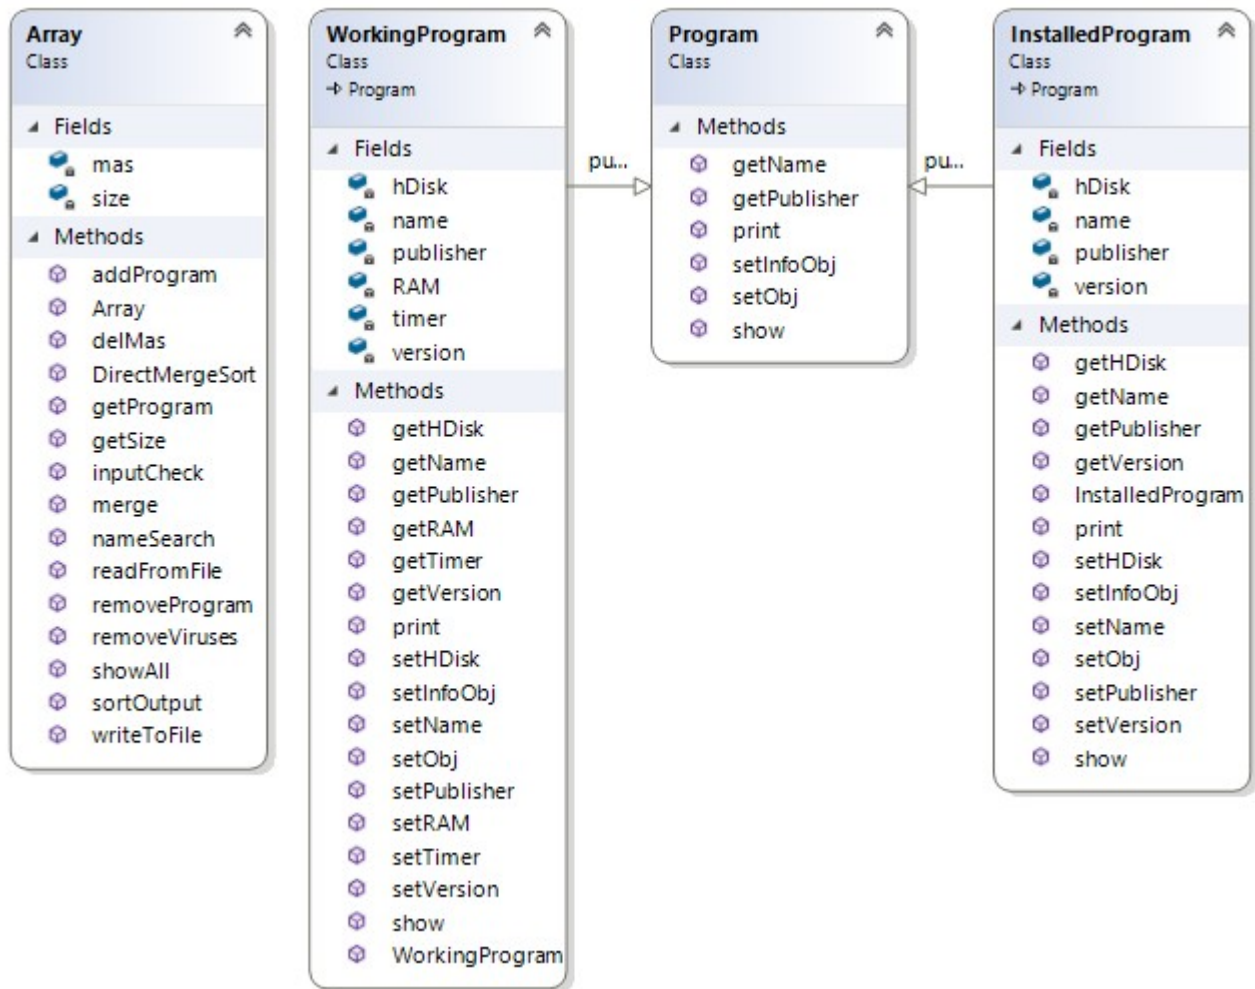 Array
Class
Fields
mas
size
Methods
addProgram
Array
delMas
DirectMergeSort
getProgram
getSize
inputCheck
merge
nameSearch
readFromFile
removeProgram
removeViruses
showAll
sortOutput
writeToFile
WorkingProgram
Class
Program
Fields
hDisk
name
publisher
RAM
timer
version
Methods
getHDisk
getName
getPublisher
getRAM
getTimer
getVersion
print
setHDisk
setInfoObj
setName
setObj
setPublisher
setRAM
setTimer
setVersion
show
WorkingProgram
pu...
Program
Class
Methods
getName
getPublisher
print
setInfoObj
setObj
show
pu...
InstalledProgram
Class
Program
Fields
hDisk
name
publisher
version
Methods
getHDisk
getName
getPublisher
getVersion
InstalledProgram
print
setHDisk
setInfoObj
setName
setObj
setPublisher
setVersion
show